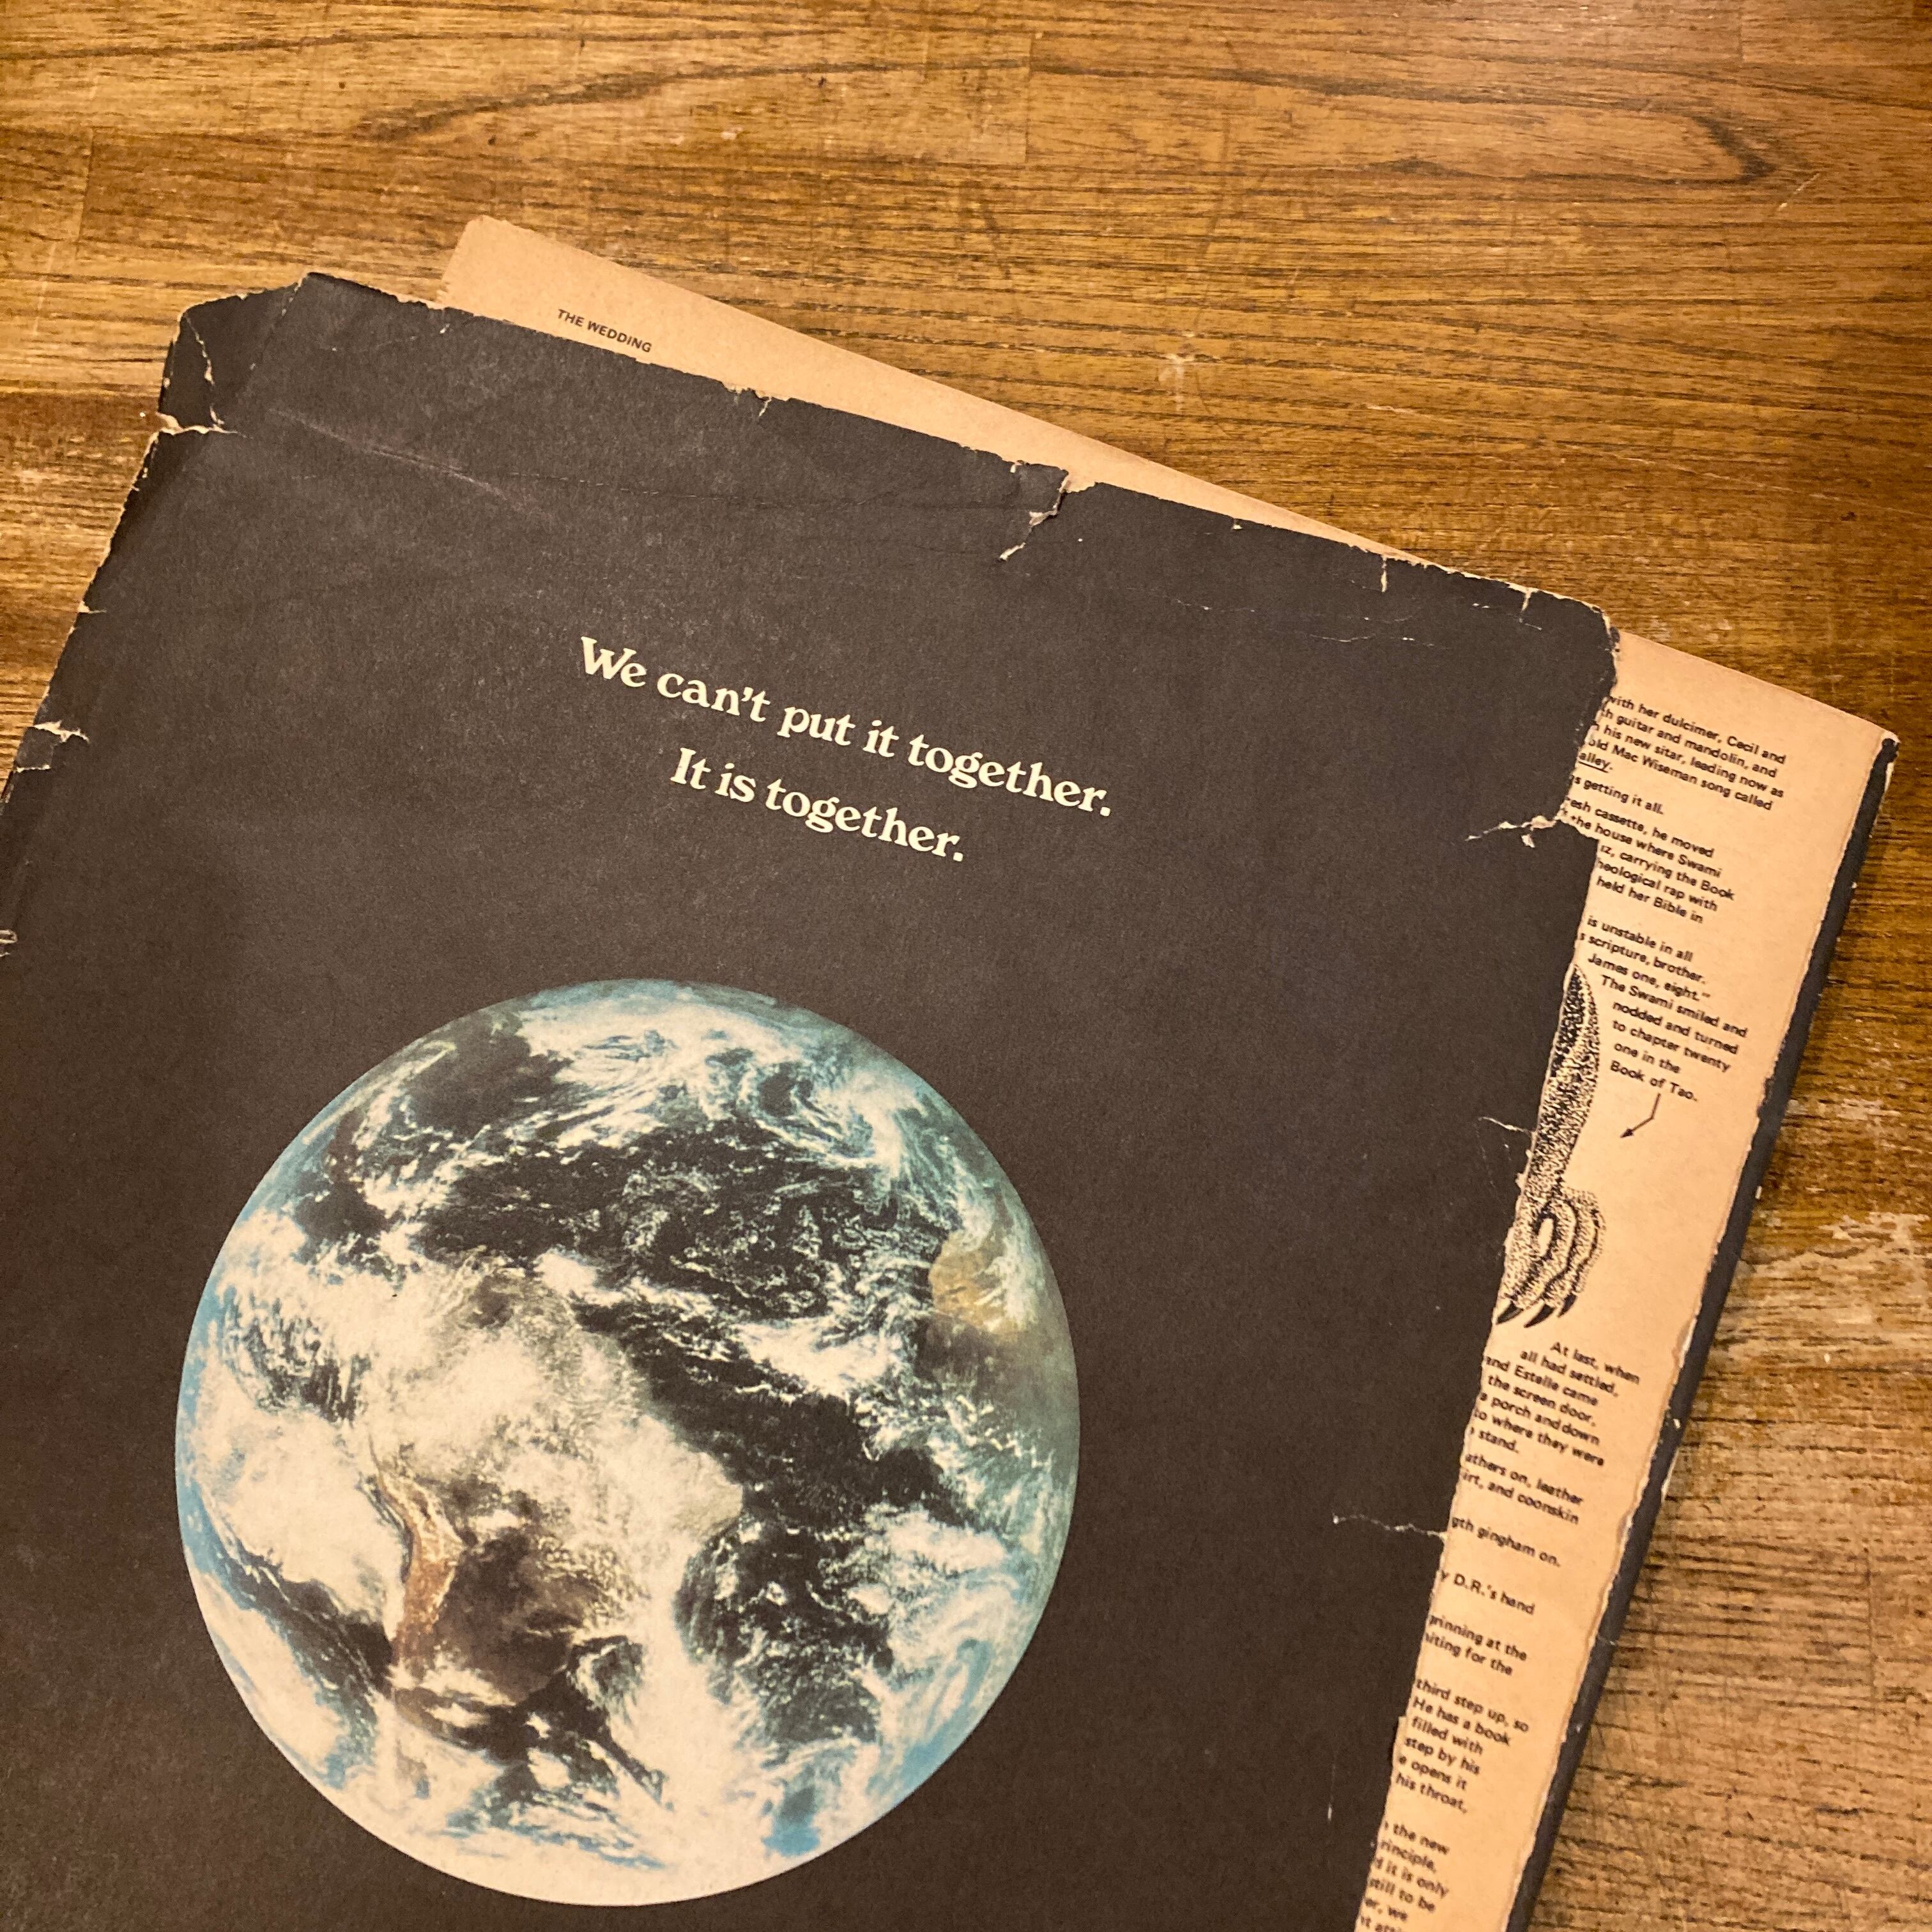 THE WEDDING
We can't put it together.
It is together.
with her dulcimer, Cecil and
guitar and mandolin, and
his new sitar, leading now as
old Mac Wiseman song called
getting it all.
cassette, he moved
the house where Swami
carrying the Book
rap with
held her Bible in
is unstable in all
scripture, brother.
James one, eight."
The Swami smiled and
nodded and turned
to chapter twenty
one in the
Book of Tao.
At last, when
all had settled,
and Estelle came
the screen door,
porch and down
to where they were
stand.
on, leather
and coonskin
gingham on.
D.R.'s hand
grinning at the
for the
third step up, so
He has a book
filled with
step by his
opens it
his throat,
the new
it is only
still to be
we